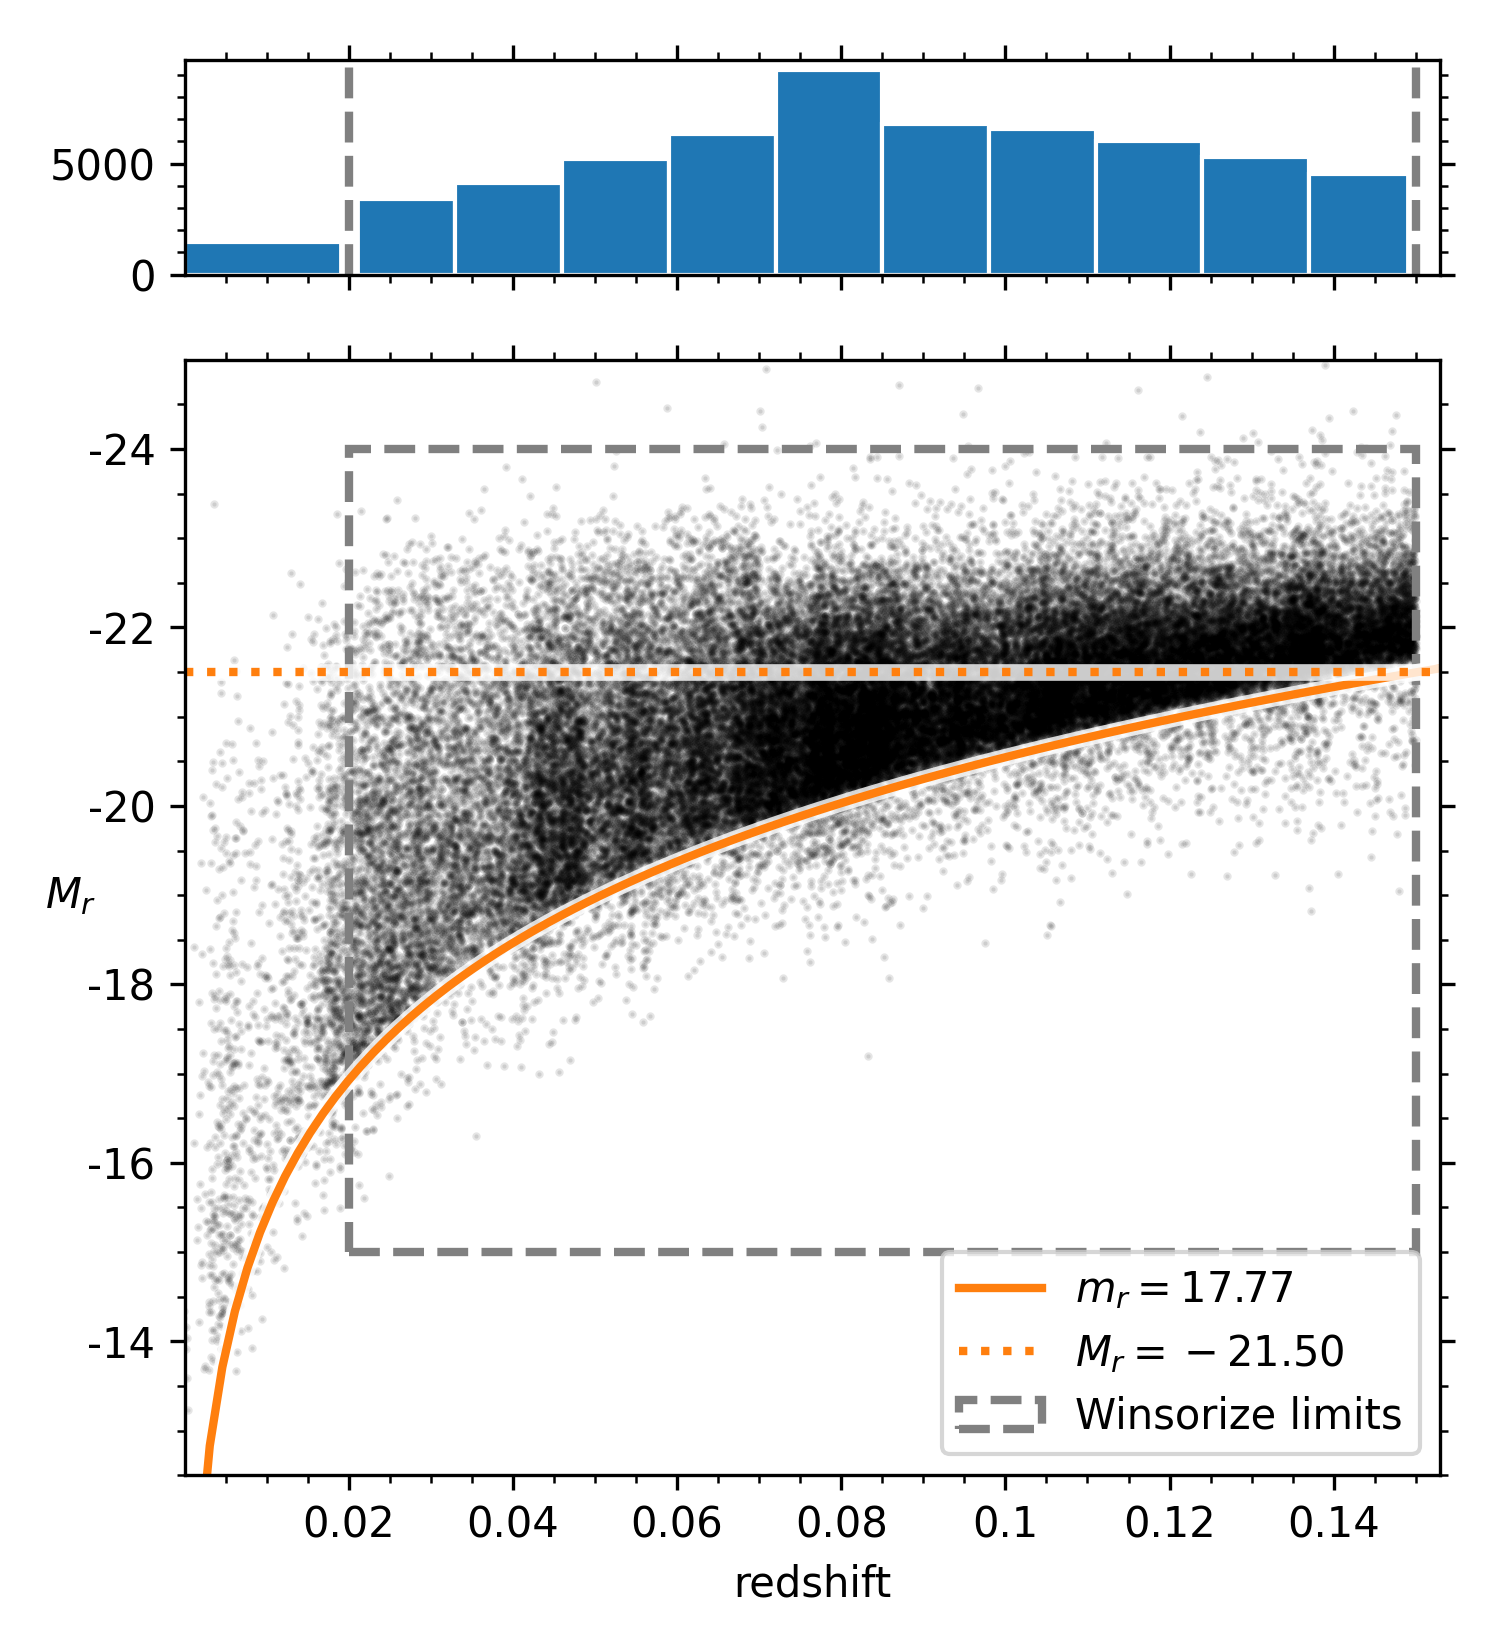 5000
0
-24
-22
-20
-18
-16
-14
M_r
m_r = 17.77
M_r = −21.50
Winsorize limits
0.02 0.04 0.06 0.08 0.1 0.12 0.14
redshift